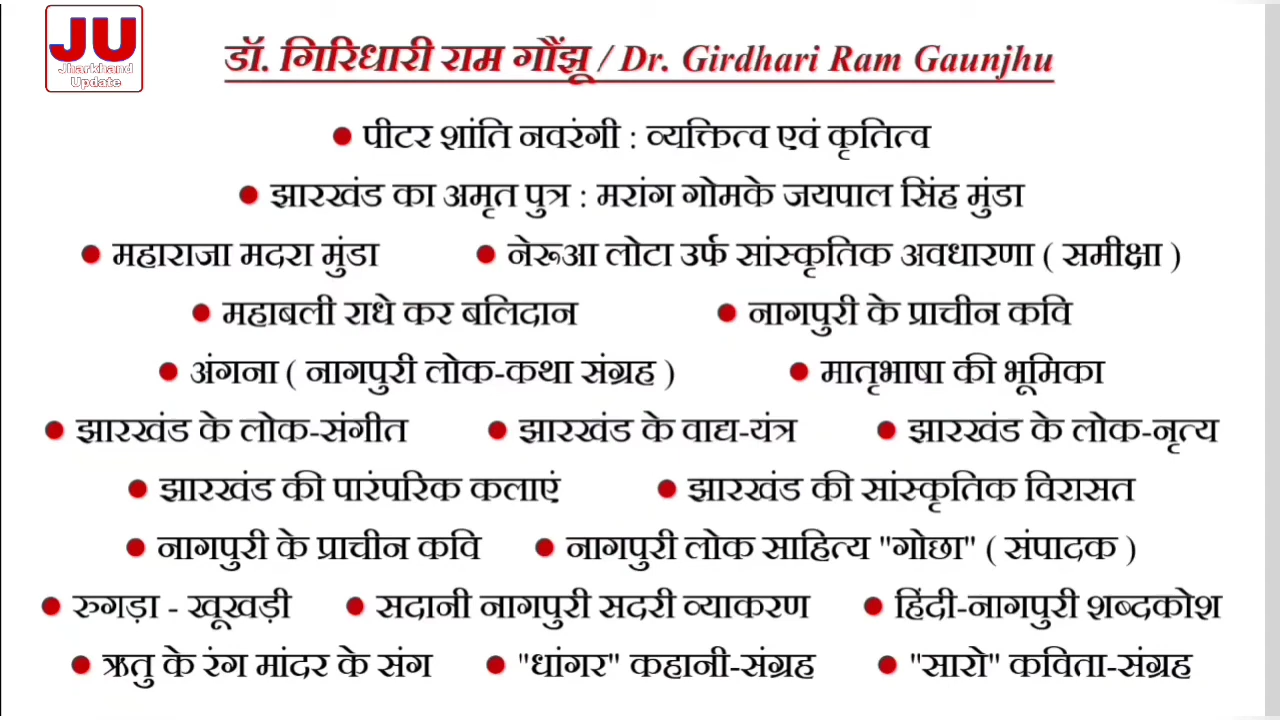 JU
Jharkhand
Update
डॉ. गिरिधारी राम गौंझू / Dr. Girdhari Ram Gaunjhu
● पीटर शांति नवरंगी : व्यक्तित्व एवं कृतित्व
● झारखंड का अमृत पुत्र : मरांग गोमके जयपाल सिंह मुंडा
● महाराजा मदरा मुंडा ● नेरूआ लोटा उर्फ सांस्कृतिक अवधारणा ( समीक्षा )
● महाबली राधे कर बलिदान ● नागपुरी के प्राचीन कवि
● अंगना ( नागपुरी लोक-कथा संग्रह ) ● मातृभाषा की भूमिका
● झारखंड के लोक-संगीत ● झारखंड के वाद्य-यंत्र ● झारखंड के लोक-नृत्य
● झारखंड की पारंपरिक कलाएं ● झारखंड की सांस्कृतिक विरासत
● नागपुरी के प्राचीन कवि ● नागपुरी लोक साहित्य "गोछा" ( संपादक )
● रुगड़ा - खूखड़ी ● सदानी नागपुरी सदरी व्याकरण ● हिंदी-नागपुरी शब्दकोश
● ऋतु के रंग मांदर के संग ● "धांगर" कहानी-संग्रह ● "सारो" कविता-संग्रह